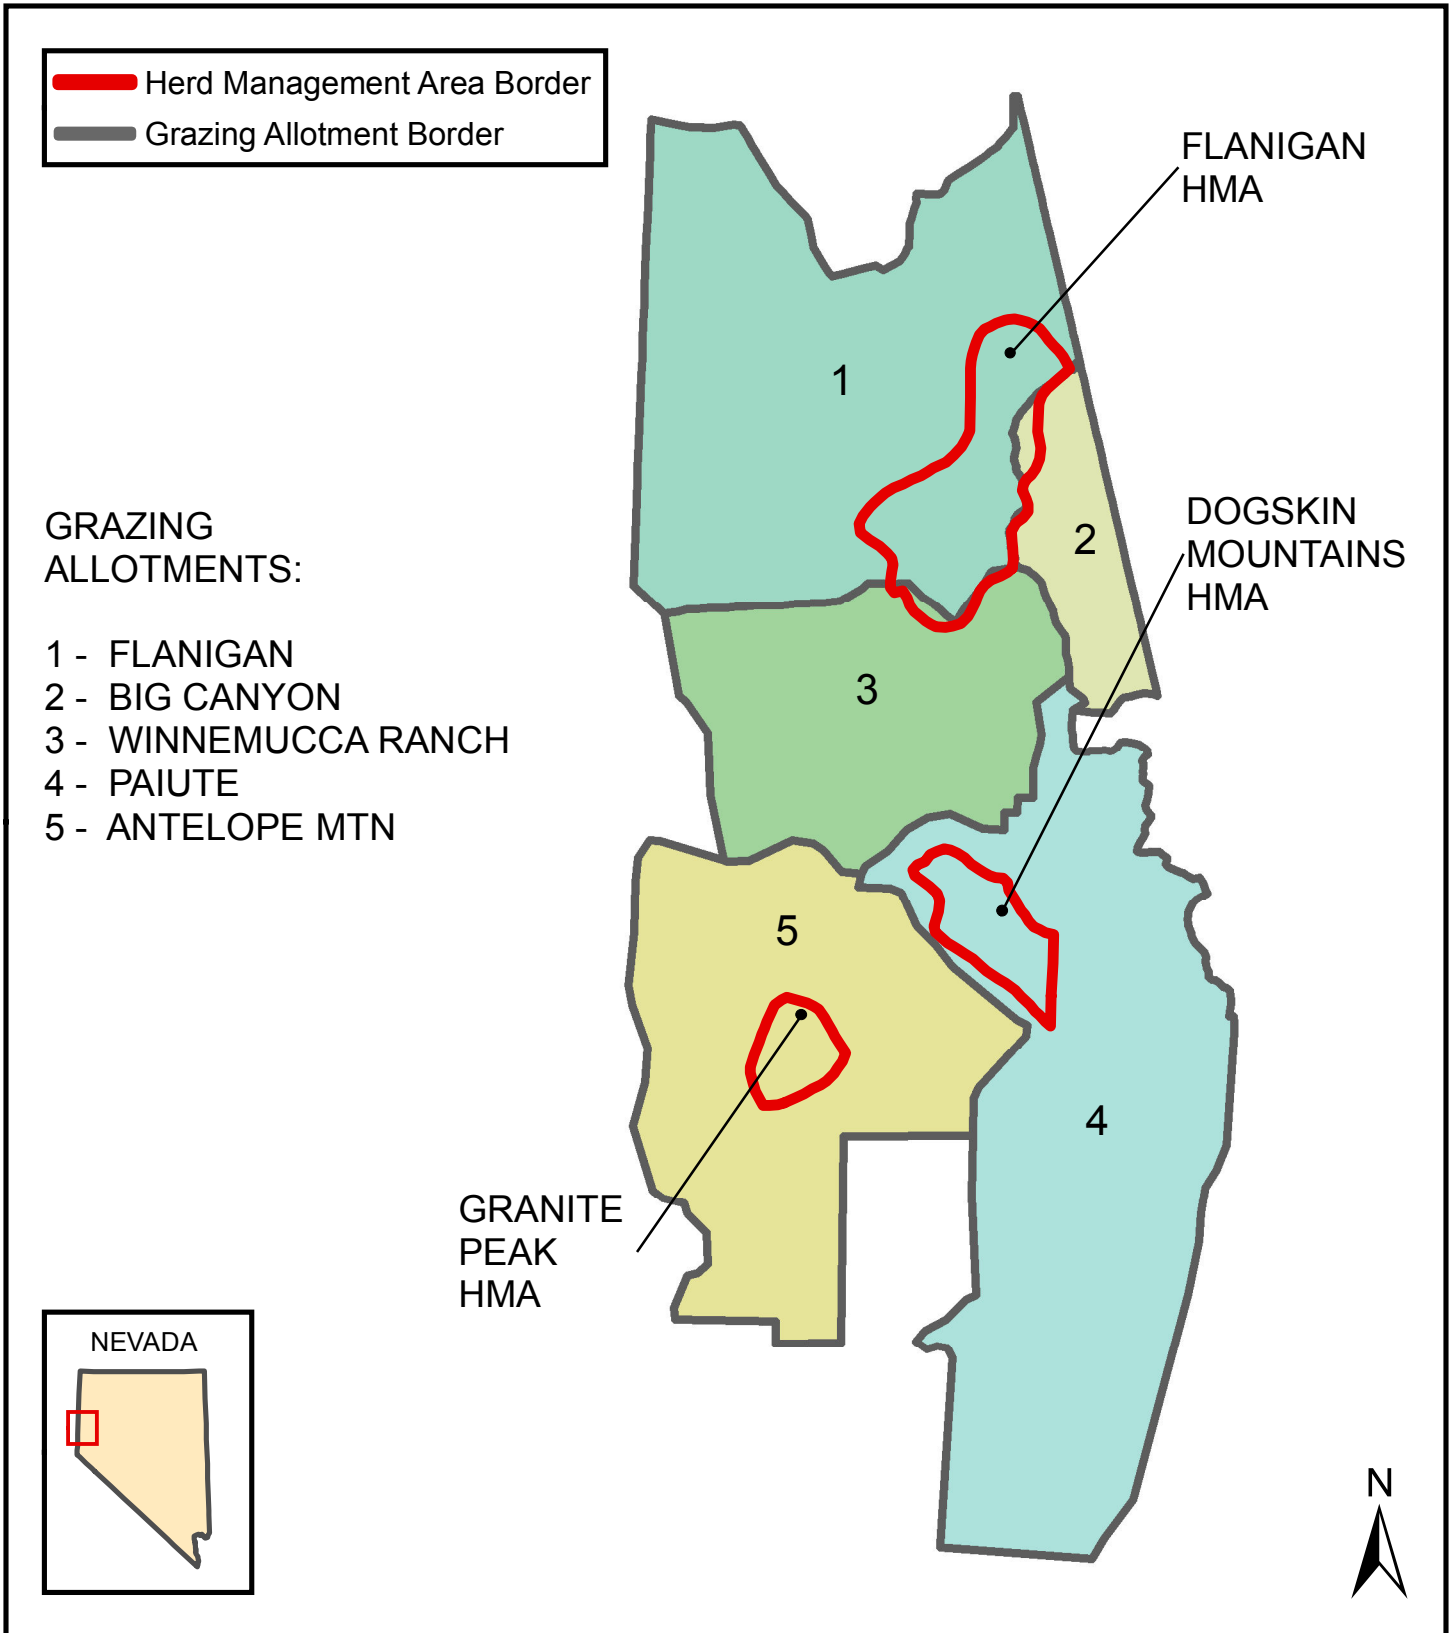 Herd Management Area Border
Grazing Allotment Border
FLANIGAN
HMA
1
GRAZING
ALLOTMENTS:
1 - FLANIGAN
2 - BIG CANYON
3 - WINNEMUCCA RANCH
4 - PAIUTE
5 - ANTELOPE MTN
2
DOGSKIN
MOUNTAINS
HMA
3
5
4
GRANITE
PEAK
HMA
NEVADA
N